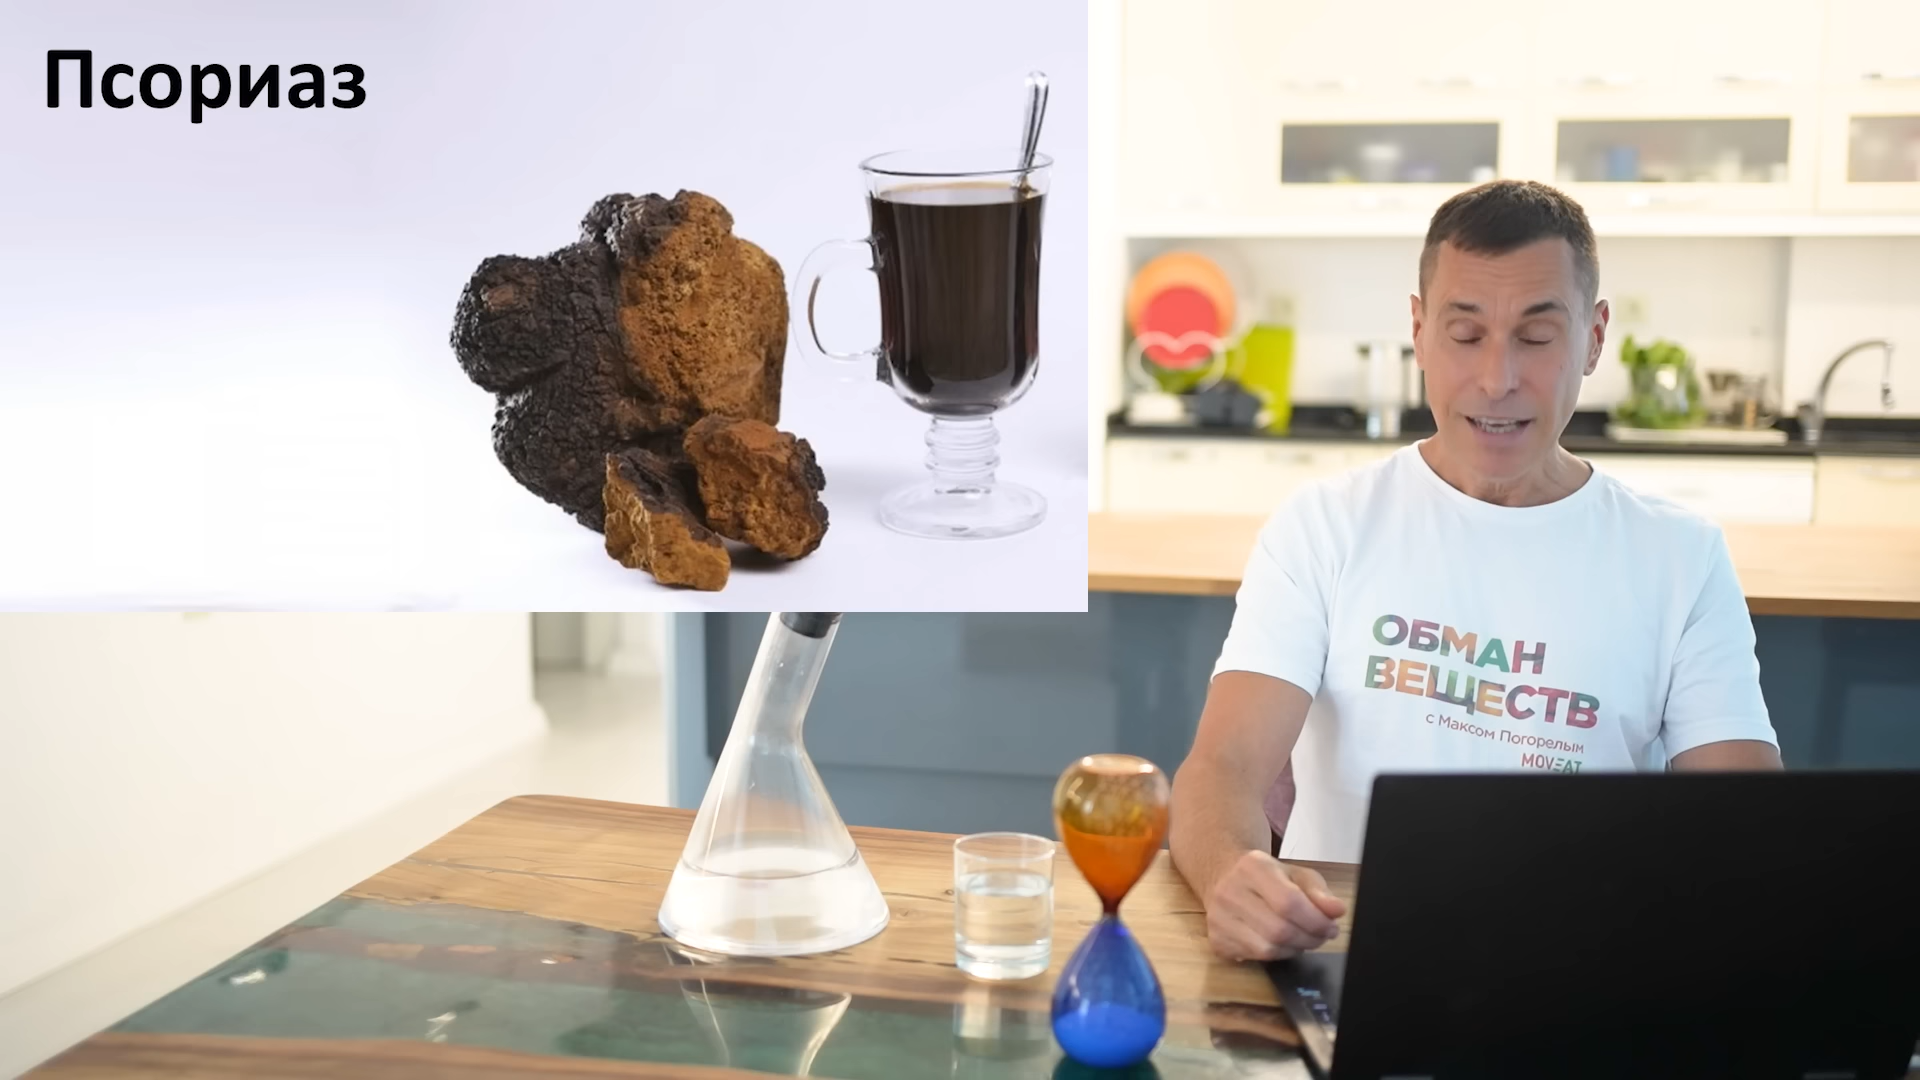 Псориаз
ОБМАН
ВЕЩЕСТВ
с Максом Погорелым
MOVEAT